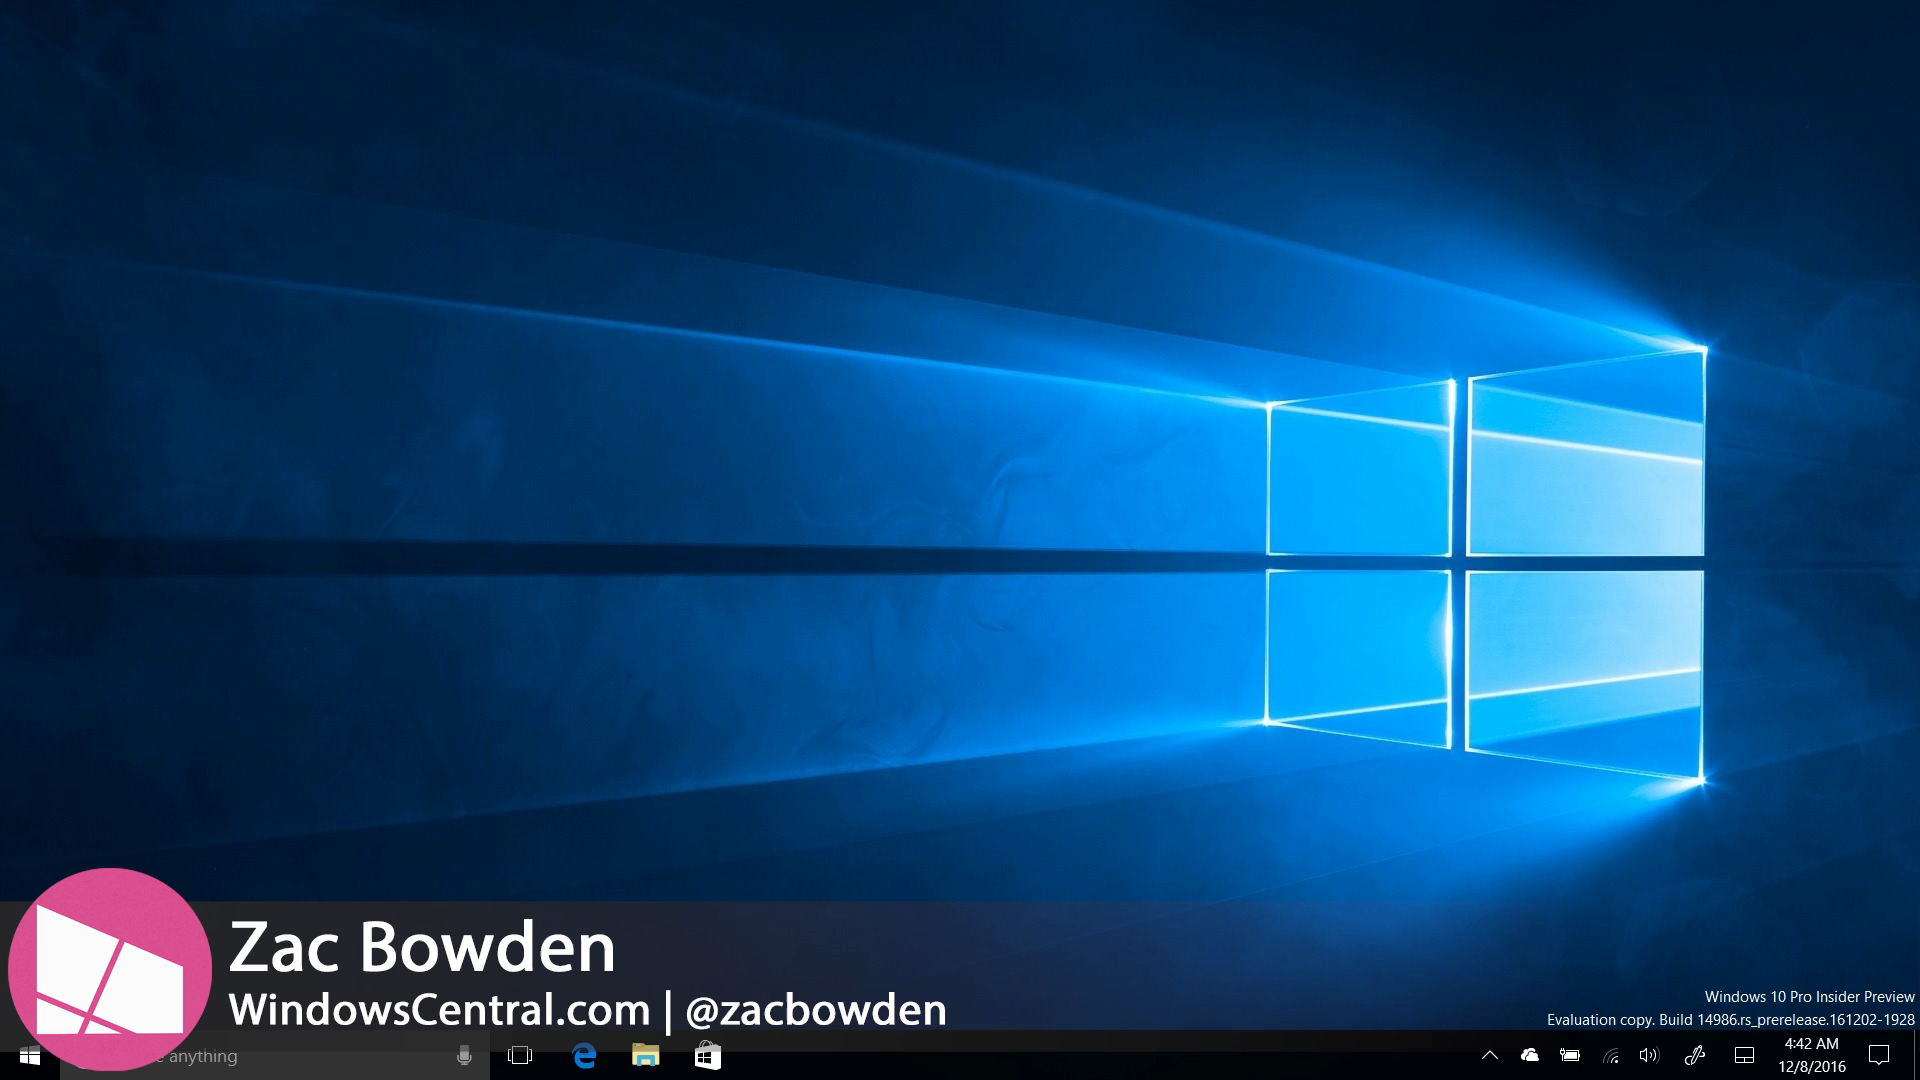 Zac Bowden
WindowsCentral.com | @zacbowden
Windows 10 Pro Insider Preview
Evaluation copy. Build 14986.rs_prerelease.161202-1928
anything
4:42 AM
12/8/2016